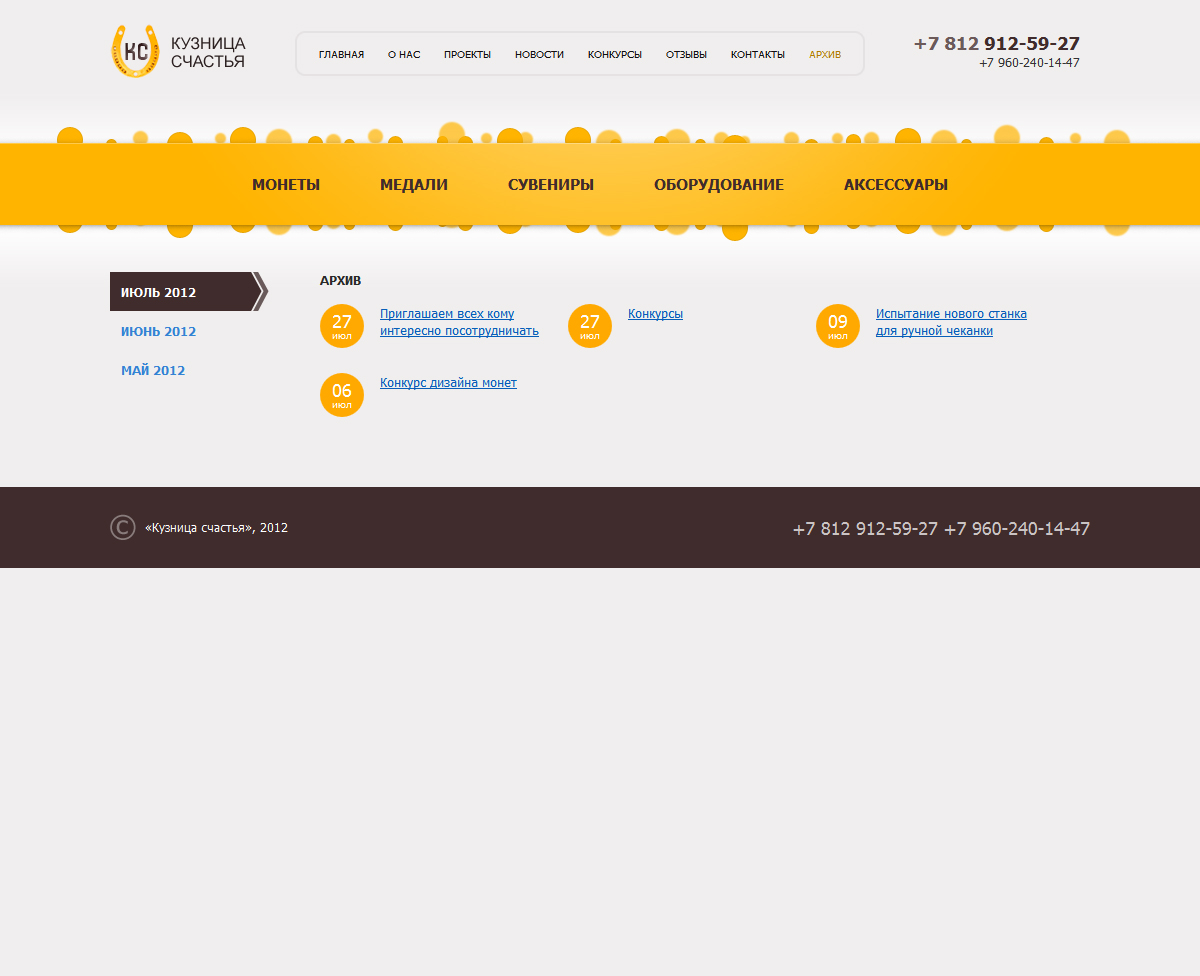 КС
КУЗНИЦА
СЧАСТЬЯ
ГЛАВНАЯ О НАС ПРОЕКТЫ НОВОСТИ КОНКУРСЫ ОТЗЫВЫ КОНТАКТЫ АРХИВ
+7 812 912-59-27
+7 960-240-14-47
МОНЕТЫ МЕДАЛИ СУВЕНИРЫ ОБОРУДОВАНИЕ АКСЕССУАРЫ
ИЮЛЬ 2012
ИЮНЬ 2012
МАЙ 2012
АРХИВ
27
июл
Приглашаем всех кому
интересно посотрудничать
27
июл
Конкурсы
09
июл
Испытание нового станка
для ручной чеканки
06
июл
Конкурс дизайна монет
© «Кузница счастья», 2012
+7 812 912-59-27 +7 960-240-14-47